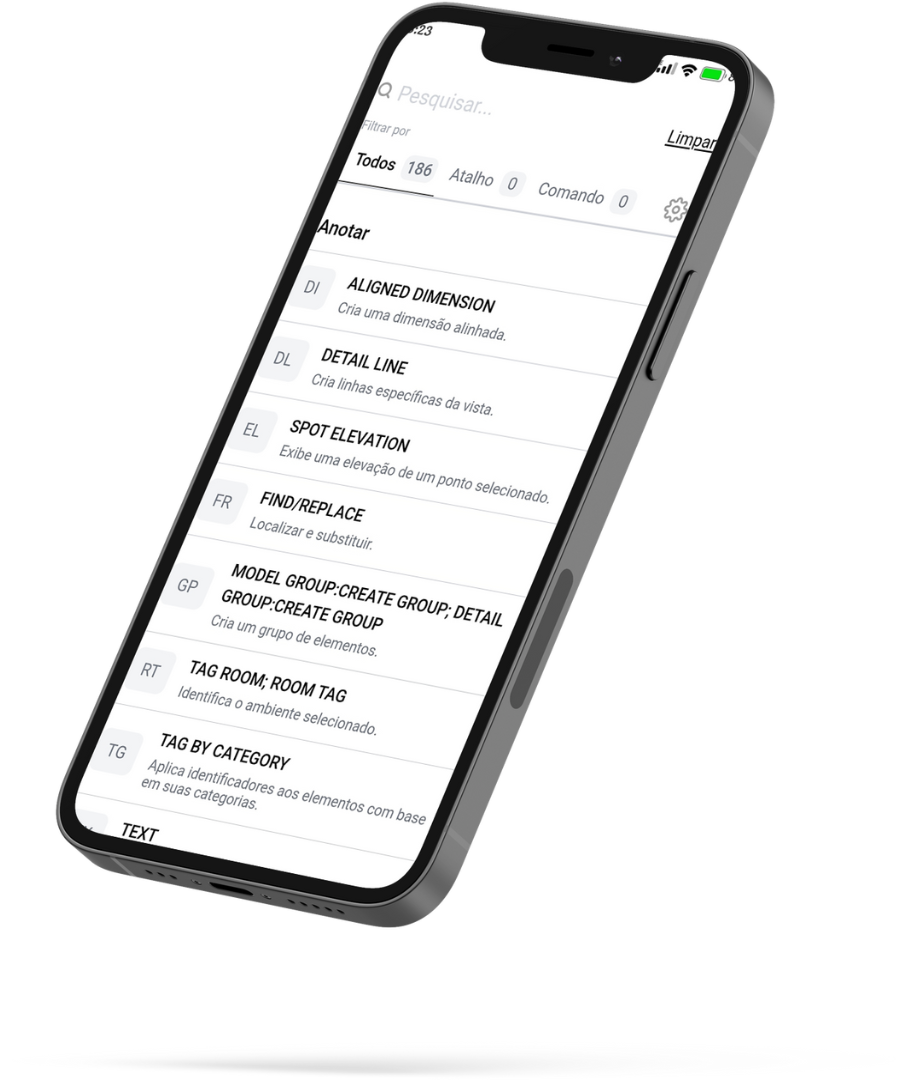 :23
Pesquisar...
Filtrar por
Limpar
Todos 186 Atalho 0 Comando 0
Anotar
DI ALIGNED DIMENSION
Cria uma dimensão alinhada.
DL DETAIL LINE
Cria linhas específicas da vista.
EL SPOT ELEVATION
Exibe uma elevação de um ponto selecionado.
FR FIND/REPLACE
Localizar e substituir.
GP MODEL GROUP:CREATE GROUP; DETAIL
GROUP:CREATE GROUP
Cria um grupo de elementos.
RT TAG ROOM; ROOM TAG
Identifica o ambiente selecionado.
TG TAG BY CATEGORY
Aplica identificadores aos elementos com base
em suas categorias.
TEXT